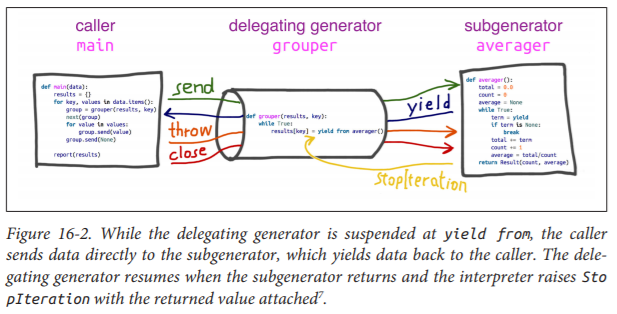 caller
main
delegating generator
grouper
subgenerator
averager
def main(data):
results = {}
for key, values in data.items():
group = grouper(results, key)
next(group)
for value in values:
group.send(value)
group.send(None)
report(results)
send
throw
close
def grouper(results, key):
while True:
results[key] = yield from averager()
yield
StopIteration
def averager():
total = 0.0
count = 0
average = None
while True:
term = yield
if term is None:
break
total += term
count += 1
average = total/count
return Result(count, average)
Figure 16-2. While the delegating generator is suspended at yield from, the caller
sends data directly to the subgenerator, which yields data back to the caller. The dele-
gating generator resumes when the subgenerator returns and the interpreter raises Sto
pIteration with the returned value attached7.